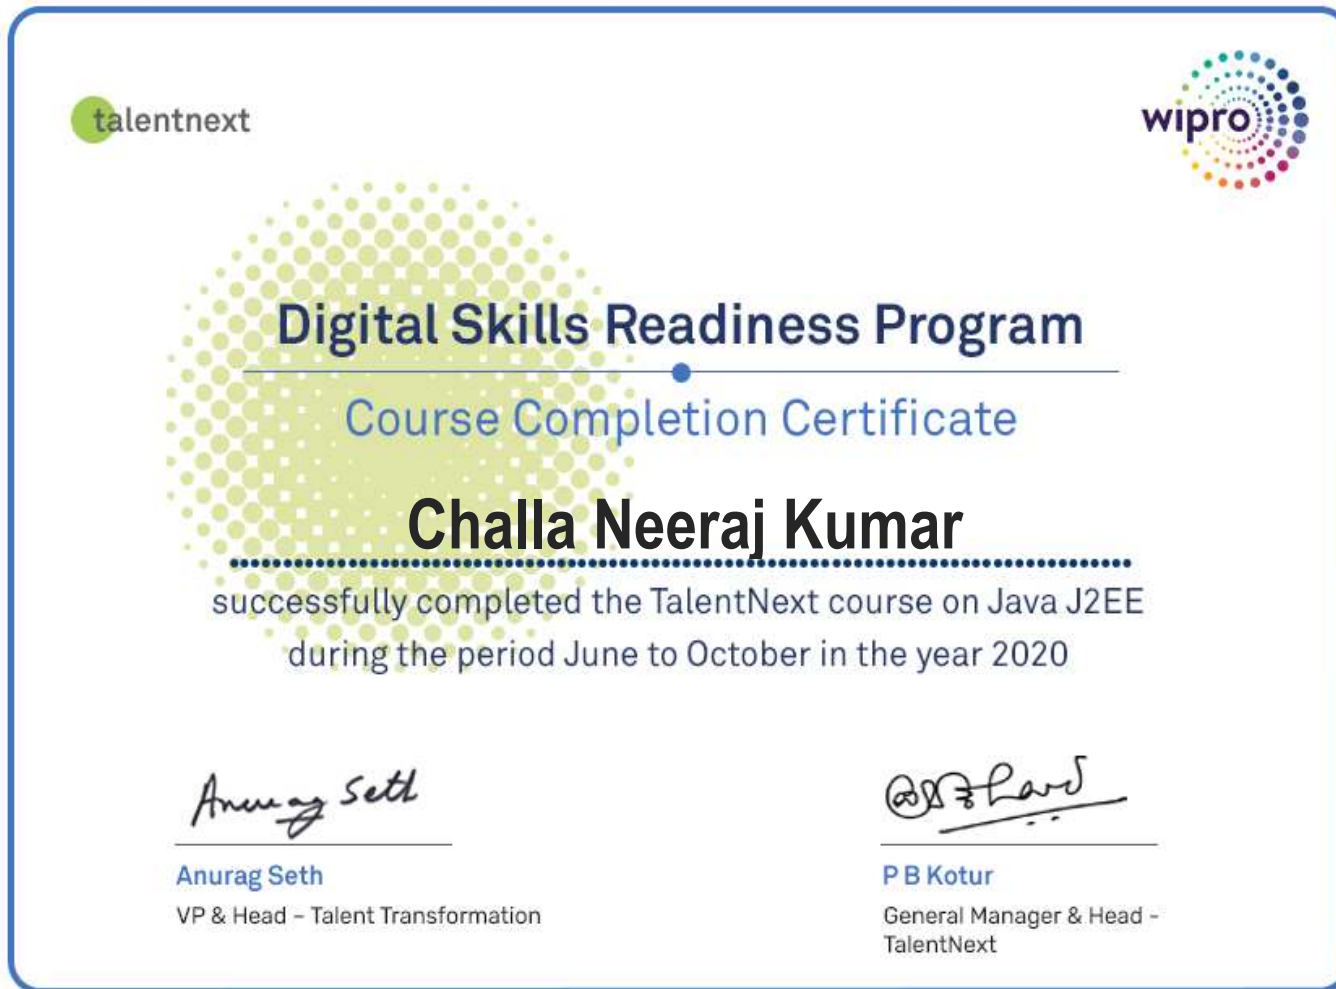 talentnext
wipro
Digital Skills Readiness Program
Course Completion Certificate
Challa Neeraj Kumar
successfully completed the TalentNext course on Java J2EE
during the period June to October in the year 2020
Anurag Seth
Anurag Seth
VP & Head – Talent Transformation
P B Kotur
General Manager & Head -
TalentNext